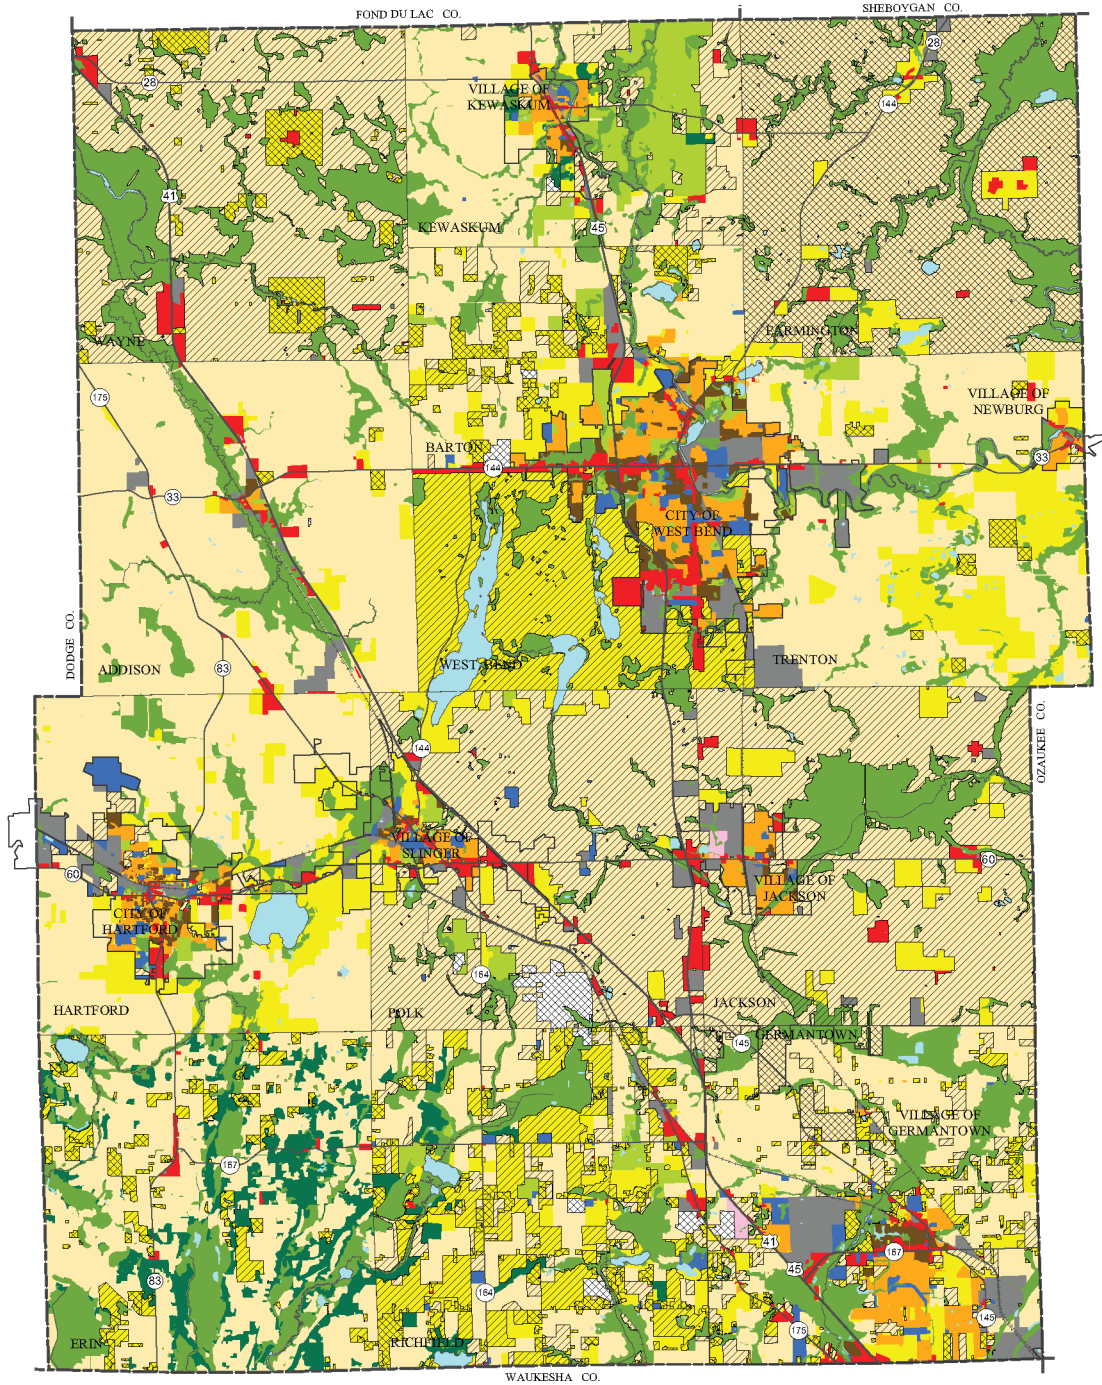 FOND DU LAC CO.
SHEBOYGAN CO.
28
28
VILLAGE OF
KEWASKUM
144
41
KEWASKUM
45
WAYNE
FARMINGTON
175
VILLAGE OF
NEWBURG
BARTON
144
33
33
CITY OF
WEST BEND
DODGE CO.
ADDISON
83
WEST BEND
TRENTON
OZAUKEE CO.
144
VILLAGE OF
SLINGER
60
60
VILLAGE OF
JACKSON
CITY OF
HARTFORD
164
HARTFORD
POLK
JACKSON
GERMANTOWN
145
VILLAGE OF
GERMANTOWN
167
41
167
83
45
164
145
175
ERIN
RICHFIELD
WAUKESHA CO.